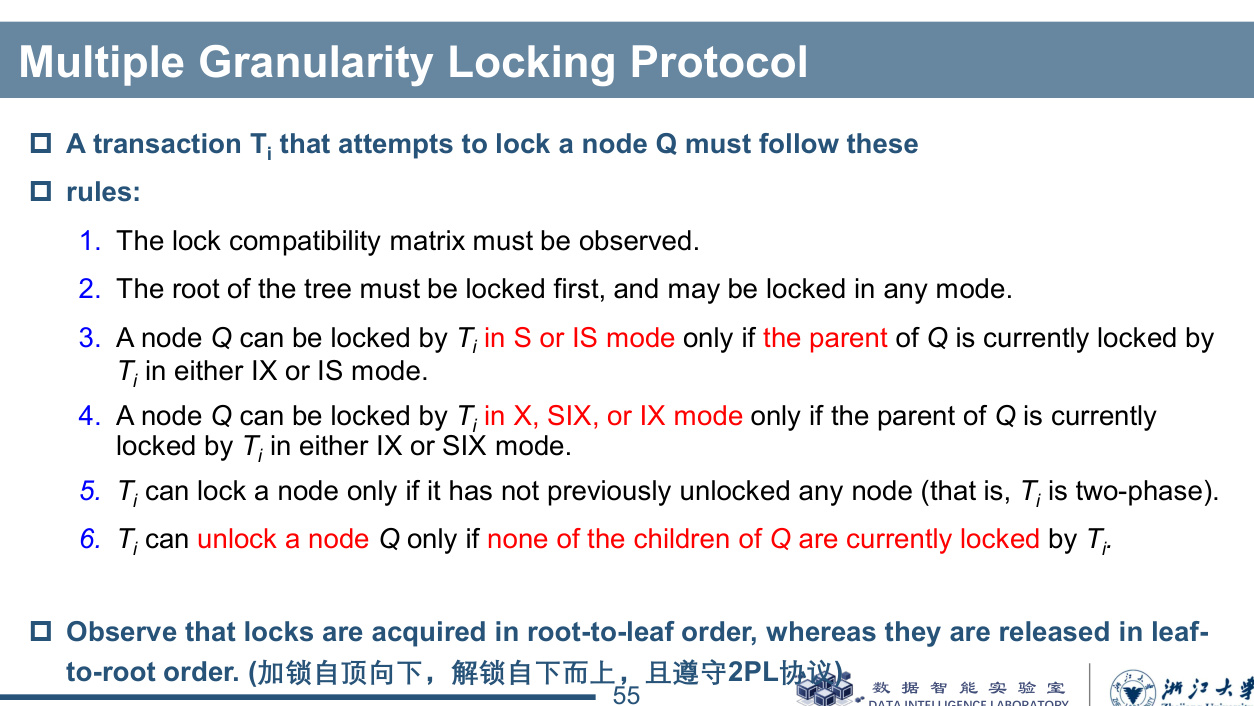 Multiple Granularity Locking Protocol
A transaction Ti that attempts to lock a node Q must follow these
rules:
1. The lock compatibility matrix must be observed.
2. The root of the tree must be locked first, and may be locked in any mode.
3. A node Q can be locked by Ti in S or IS mode only if the parent of Q is currently locked by
Ti in either IX or IS mode.
4. A node Q can be locked by Ti in X, SIX, or IX mode only if the parent of Q is currently
locked by Ti in either IX or SIX mode.
5. Ti can lock a node only if it has not previously unlocked any node (that is, Ti is two-phase).
6. Ti can unlock a node Q only if none of the children of Q are currently locked by Ti.
Observe that locks are acquired in root-to-leaf order, whereas they are released in leaf-
to-root order. (加锁自顶向下，解锁自下而上，且遵守2PL协议)
55
数据智能实验室
DATA INTELLIGENCE LABORATORY
浙江大学